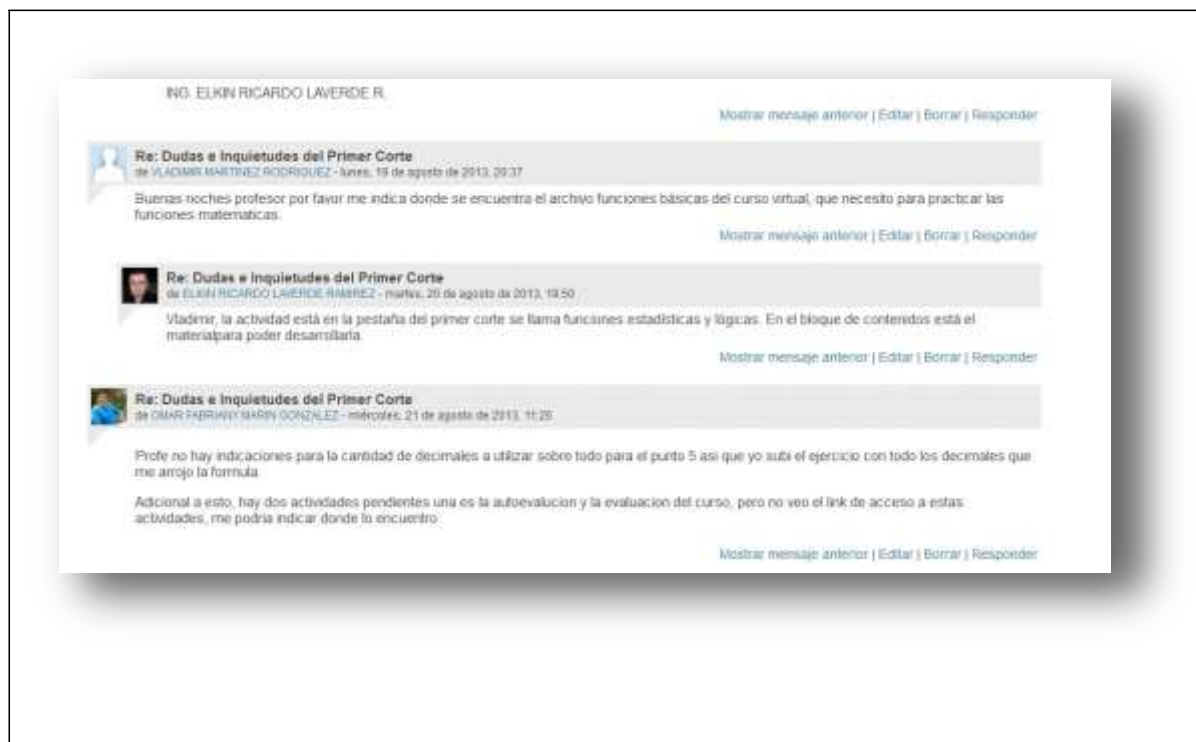 ING. ELKIN RICARDO LAVERDE R.
Mostrar mensaje anterior | Editar | Borrar | Responder
Re: Dudas e Inquietudes del Primer Corte
de VLADIMIR MARTINEZ RODRIGUEZ - lunes, 19 de agosto de 2013, 20:37
Buenas noches profesor por favor me indica donde se encuentra el archivo funciones básicas del curso virtual, que necesito para practicar las
funciones matematicas.
Mostrar mensaje anterior | Editar | Borrar | Responder
Re: Dudas e Inquietudes del Primer Corte
de ELKIN RICARDO LAVERDE RAMIREZ - martes, 20 de agosto de 2013, 19:50
Vladimir, la actividad está en la pestaña del primer corte se llama funciones estadísticas y lógicas. En el bloque de contenidos está el
materialpara poder desarrollarla.
Mostrar mensaje anterior | Editar | Borrar | Responder
Re: Dudas e Inquietudes del Primer Corte
de OMAR FABRIANY MARIN GONZALEZ - miércoles, 21 de agosto de 2013, 11:26
Profe no hay indicaciones para la cantidad de decimales a utilizar sobre todo para el punto 5 asi que yo subi el ejercicio con todo los decimales que
me arrojo la formula.
Adicional a esto, hay dos actividades pendientes una es la autoevalucion y la evaluacion del curso, pero no veo el link de acceso a estas
actividades, me podria indicar donde lo encuentro
Mostrar mensaje anterior | Editar | Borrar | Responder